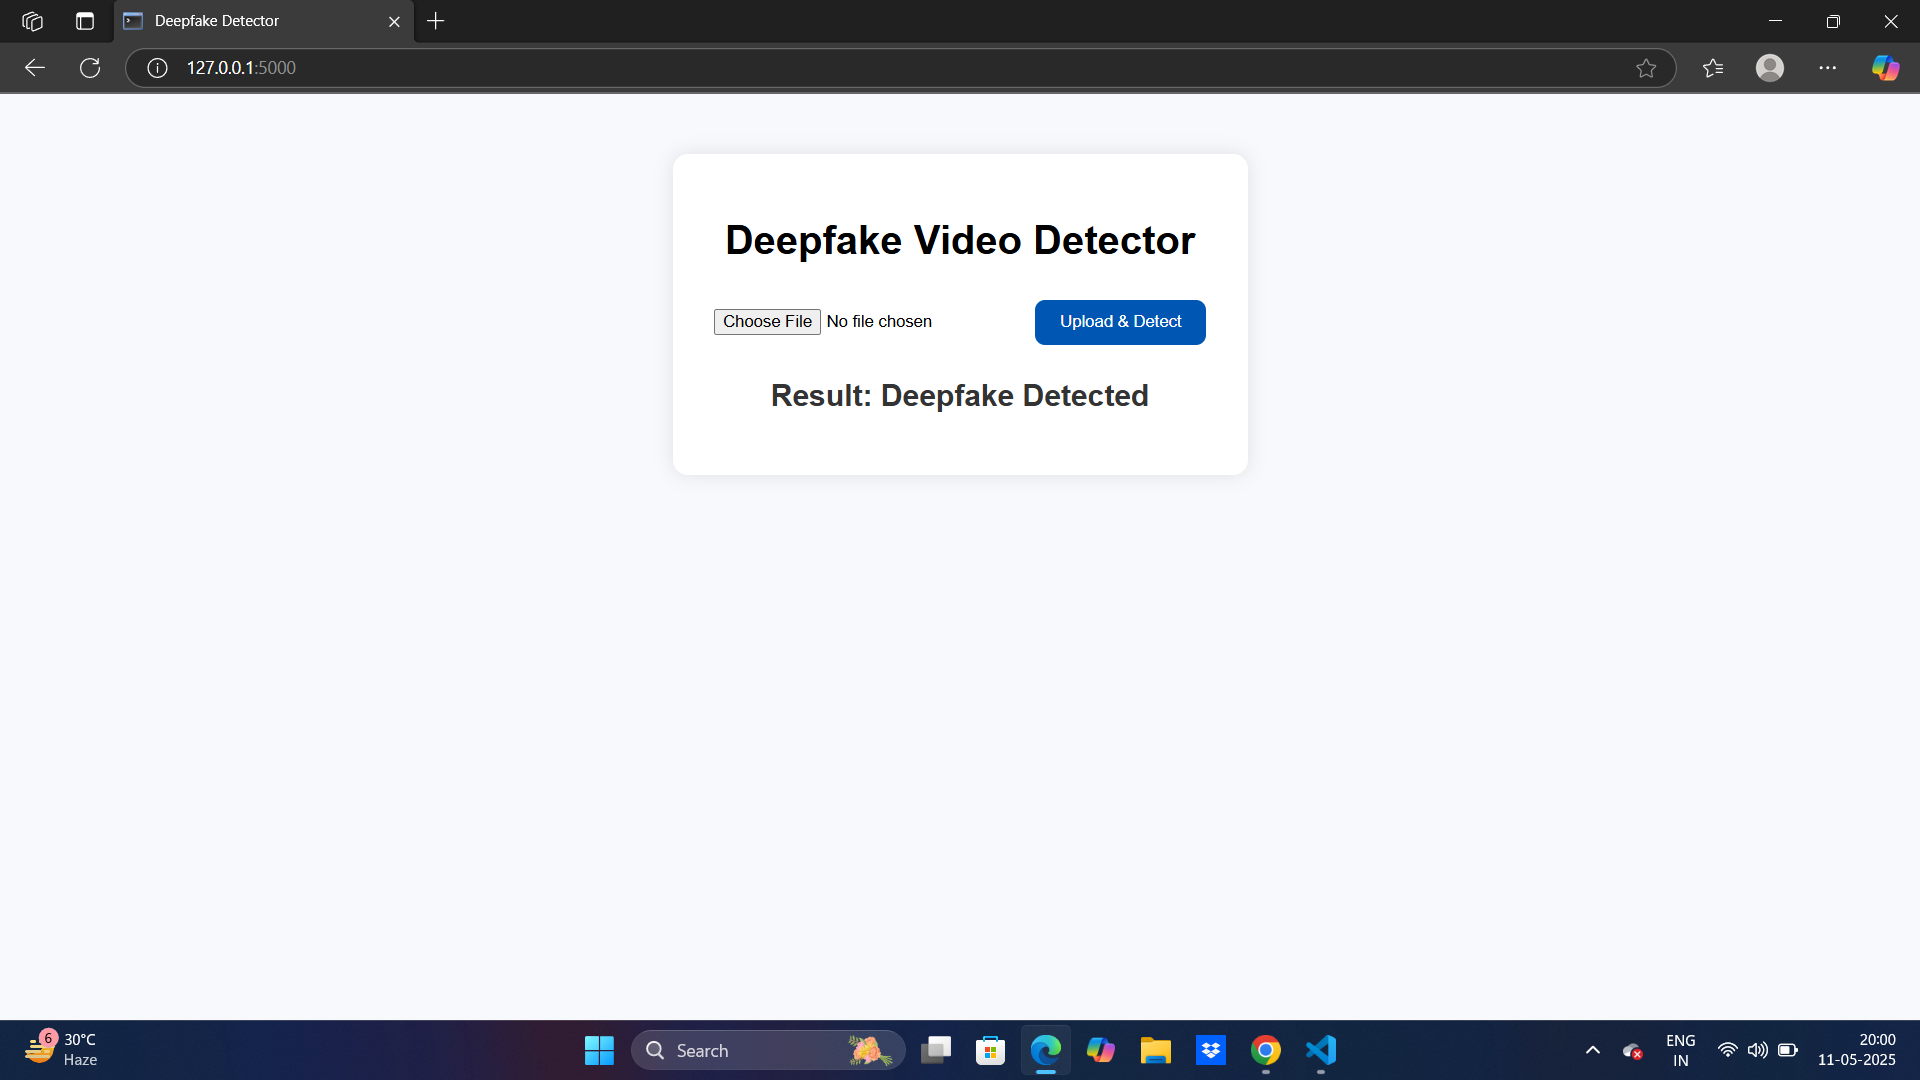 Deepfake Detector
127.0.0.1:5000
Deepfake Video Detector
Choose File No file chosen
Upload & Detect
Result: Deepfake Detected
6
30°C
Haze
Search
ENG
IN
20:00
11-05-2025